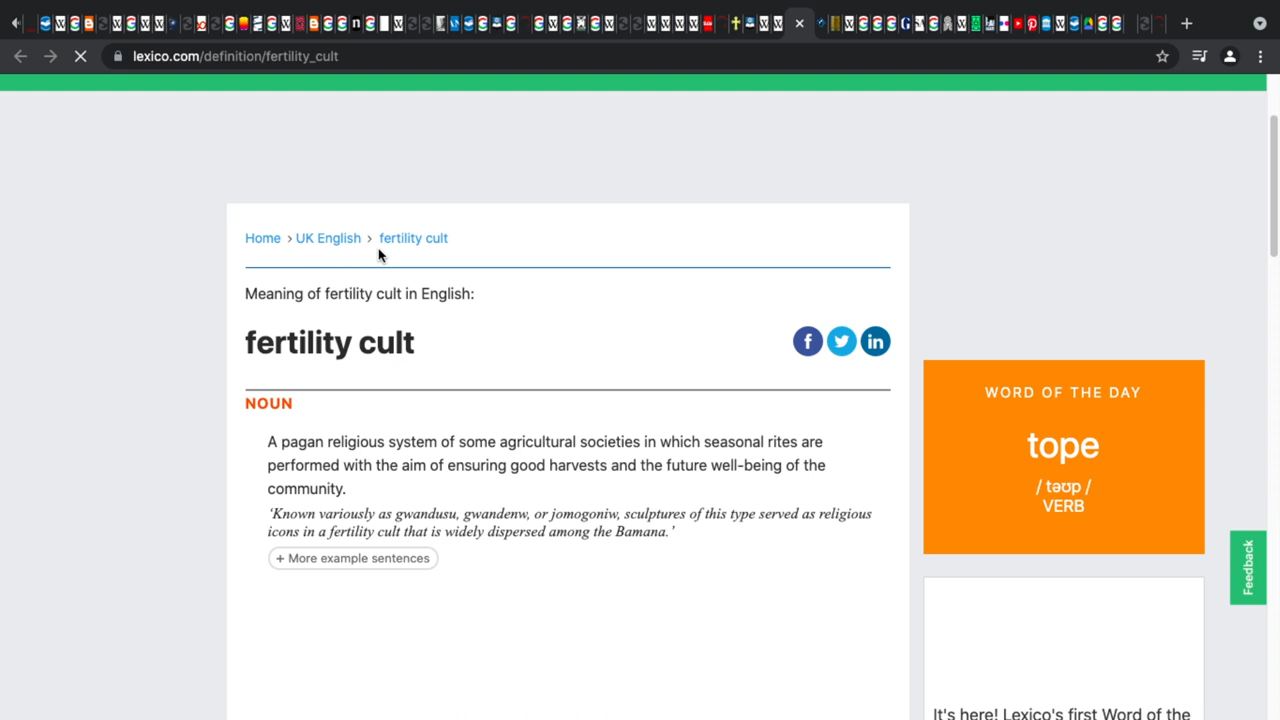 lexico.com/definition/fertility_cult
Home > UK English > fertility cult
Meaning of fertility cult in English:
fertility cult
NOUN
A pagan religious system of some agricultural societies in which seasonal rites are
performed with the aim of ensuring good harvests and the future well-being of the
community.
‘Known variously as gwandusu, gwandenw, or jomogoniw, sculptures of this type served as religious
icons in a fertility cult that is widely dispersed among the Bamana.’
+ More example sentences
WORD OF THE DAY
tope
/ təʊp /
VERB
Feedback
It's here! Lexico's first Word of the